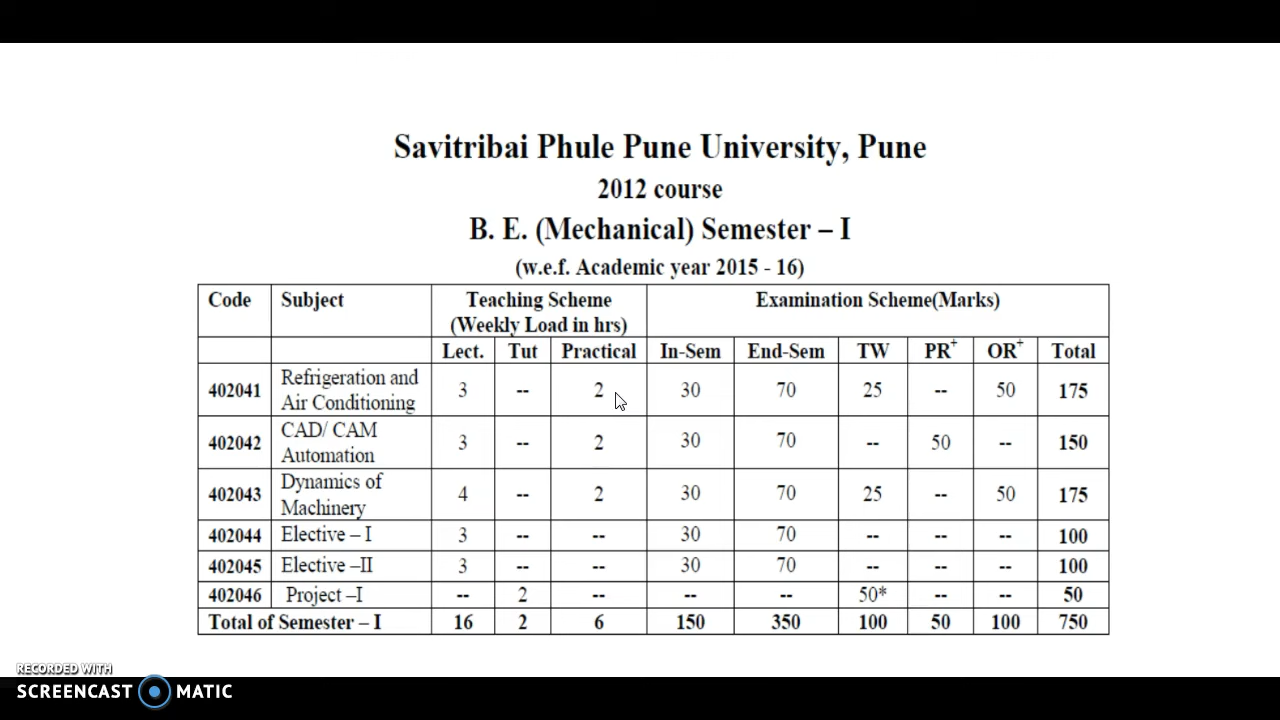 Savitribai Phule Pune University, Pune
2012 course
B. E. (Mechanical) Semester – I
(w.e.f. Academic year 2015 - 16)
Code Subject Teaching Scheme Examination Scheme(Marks)
(Weekly Load in hrs)
Lect. Tut Practical In-Sem End-Sem TW PR+ OR+ Total
402041 Refrigeration and Air Conditioning 3 -- 2 30 70 25 -- 50 175
402042 CAD/ CAM Automation 3 -- 2 30 70 -- 50 -- 150
402043 Dynamics of Machinery 4 -- 2 30 70 25 -- 50 175
402044 Elective – I 3 -- -- 30 70 -- -- -- 100
402045 Elective –II 3 -- -- 30 70 -- -- -- 100
402046 Project –I -- 2 -- -- -- 50* -- -- 50
Total of Semester – I 16 2 6 150 350 100 50 100 750
RECORDED WITH
SCREENCAST MATIC